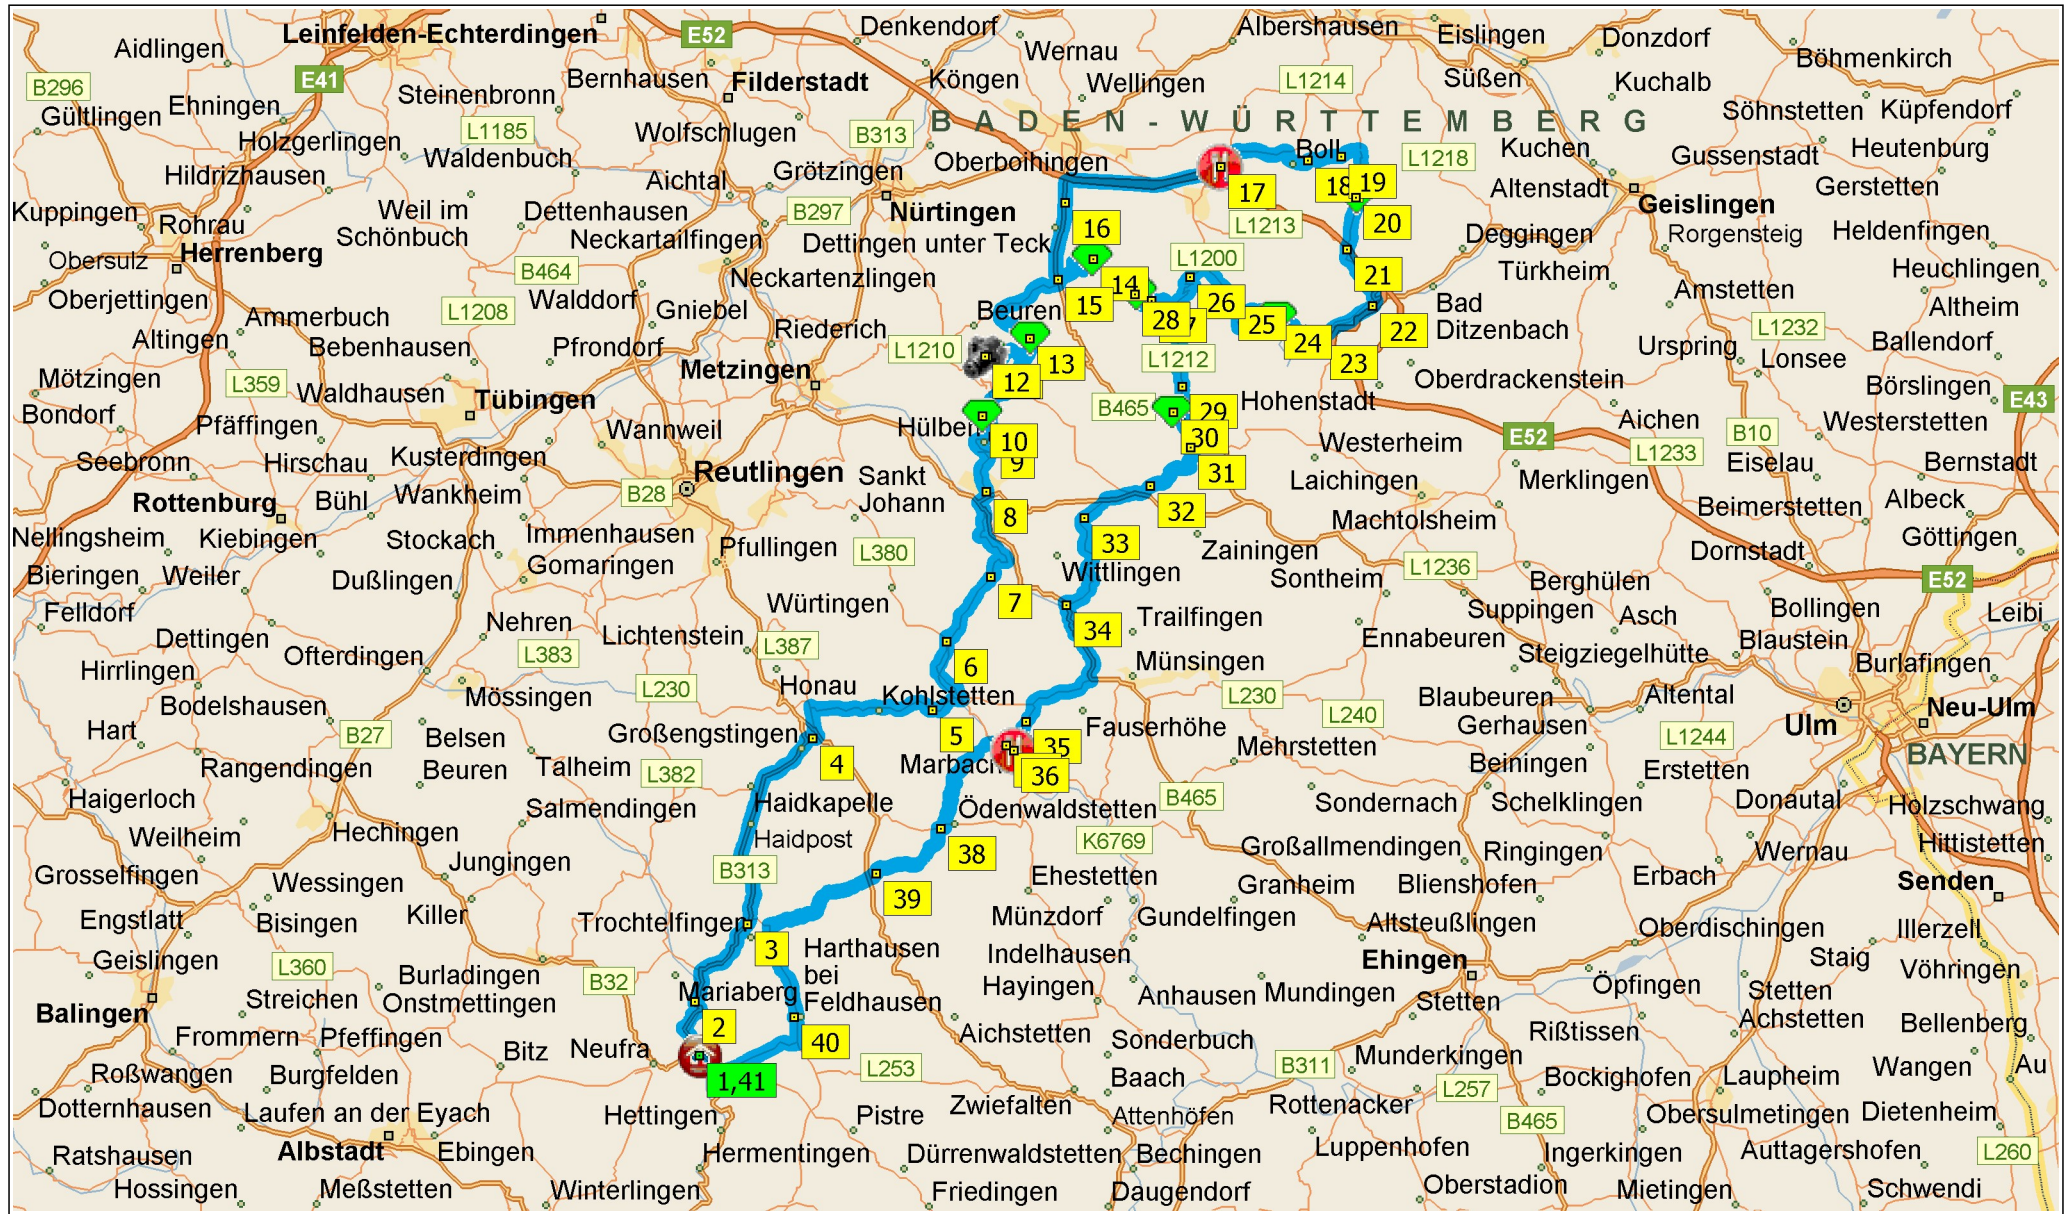 Leinfelden-Echterdingen
E52
Denkendorf
Albershausen
Eislingen
Donzdorf
Aidlingen
Wernau
Böhmenkirch
B296
E41
Bernhausen
Filderstadt
Köngen
Wellingen
L1214
Süßen
Kuchalb
Gültlingen
Ehningen
Steinenbronn
Söhnstetten
Küpfendorf
BADEN-WÜRTTEMBERG
Holzgerlingen
L1185
Wolfschlugen
B313
Waldenbuch
Grötzingen
Oberboihingen
Boll
L1218
Kuchen
Gussenstadt
Heutenburg
Hildrizhausen
Aichtal
17
18
19
Altenstadt
Gerstetten
Kuppingen
Rohrau
Weil im
Schönbuch
Dettenhausen
B297
Nürtingen
16
L1213
20
Geislingen
Neckartailfingen
Dettingen unter Teck
Deggingen
Rorgensteig
Heldenfingen
Obersulz
Herrenberg
B464
Neckartenzlingen
L1200
21
Türkheim
Heuchlingen
Oberjettingen
L1208
Walddorf
Gniebel
Beuren
15
14
26
Bad
Ditzenbach
Amstetten
Altheim
Altingen
Ammerbuch
Riederich
28
7
25
22
L1232
Bebenhausen
Pfrondorf
L1210
13
L1212
24
23
Urspring
Lonsee
Ballendorf
Mötzingen
L359
Waldhausen
Metzingen
12
Oberdrackenstein
Börslingen
E43
Bondorf
Tübingen
B465
29
Hohenstadt
Aichen
Westerstetten
Pfäffingen
Wannweil
Hülben
10
30
Westerheim
E52
B10
Seebronn
Hirschau
Kusterdingen
Reutlingen
Sankt
Johann
9
31
L1233
Eiselau
Bernstadt
Rottenburg
Bühl
Wankheim
B28
8
32
Laichingen
Merklingen
Beimerstetten
Albeck
Machtolsheim
Nellingsheim
Kiebingen
Stockach
Immenhausen
Pfullingen
L380
33
Zainingen
Dornstadt
Göttingen
Bieringen
Weiler
Dußlingen
Gomaringen
Wittlingen
Sontheim
L1236
Berghülen
E52
Felldorf
Würtingen
7
34
Trailfingen
Suppingen
Asch
Bollingen
Leibi
Dettingen
Nehren
Lichtenstein
L387
Ennabeuren
Blaustein
Hirrlingen
Ofterdingen
L383
6
Münsingen
Steigziegelhütte
Burlafingen
Bodelshausen
Mössingen
L230
Honau
Kohlstetten
L230
Blaubeuren
Altental
Neu-Ulm
Hart
B27
Belsen
Großengstingen
5
Fauserhöhe
L240
Gerhausen
Ulm
Rangendingen
Beuren
Talheim
L382
4
Marbach
35
36
Mehrstetten
L1244
BAYERN
Beiningen
Erstetten
Haigerloch
Salmendingen
Haidkapelle
Ödenwaldstetten
B465
Sondernach
Schelklingen
Donautal
Holzschwang
Weilheim
Hechingen
Haidpost
38
K6769
Großallmendingen
Ringingen
Wernau
Hittistetten
Grosselfingen
Jungingen
B313
39
Ehestetten
Granheim
Blienshofen
Erbach
Senden
Wessingen
Engstlatt
Bisingen
Killer
Trochtelfingen
Münzdorf
Gundelfingen
Altsteußlingen
Oberdischingen
Illerzell
Geislingen
L360
Burladingen
3
Harthausen
bei
Feldhausen
Indelhausen
Ehingen
Staig
Vöhringen
Balingen
Streichen
Onstmettingen
B32
Mariaberg
Hayingen
Anhausen
Mundingen
Stetten
Öpfingen
Stetten
Achstetten
Frommern
Pfeffingen
2
40
Aichstetten
Sonderbuch
Rißtissen
Bellenberg
Bitz
Neufra
L253
B311
Munderkingen
Wangen
Au
Roßwangen
Burgfelden
1,41
Baach
L257
Bockighofen
Laupheim
Dotternhausen
Laufen an der Eyach
Hettingen
Pistre
Zwiefalten
Attenhöfen
Rottenacker
B465
Obersulmetingen
Dietenheim
Albstadt
Ebingen
Hermentingen
Dürrenwaldstetten
Bechingen
Luppenhofen
Ingerkingen
Auttagershofen
L260
Ratshausen
Hossingen
Meßstetten
Winterlingen
Friedingen
Daugendorf
Oberstadion
Mietingen
Schwendi